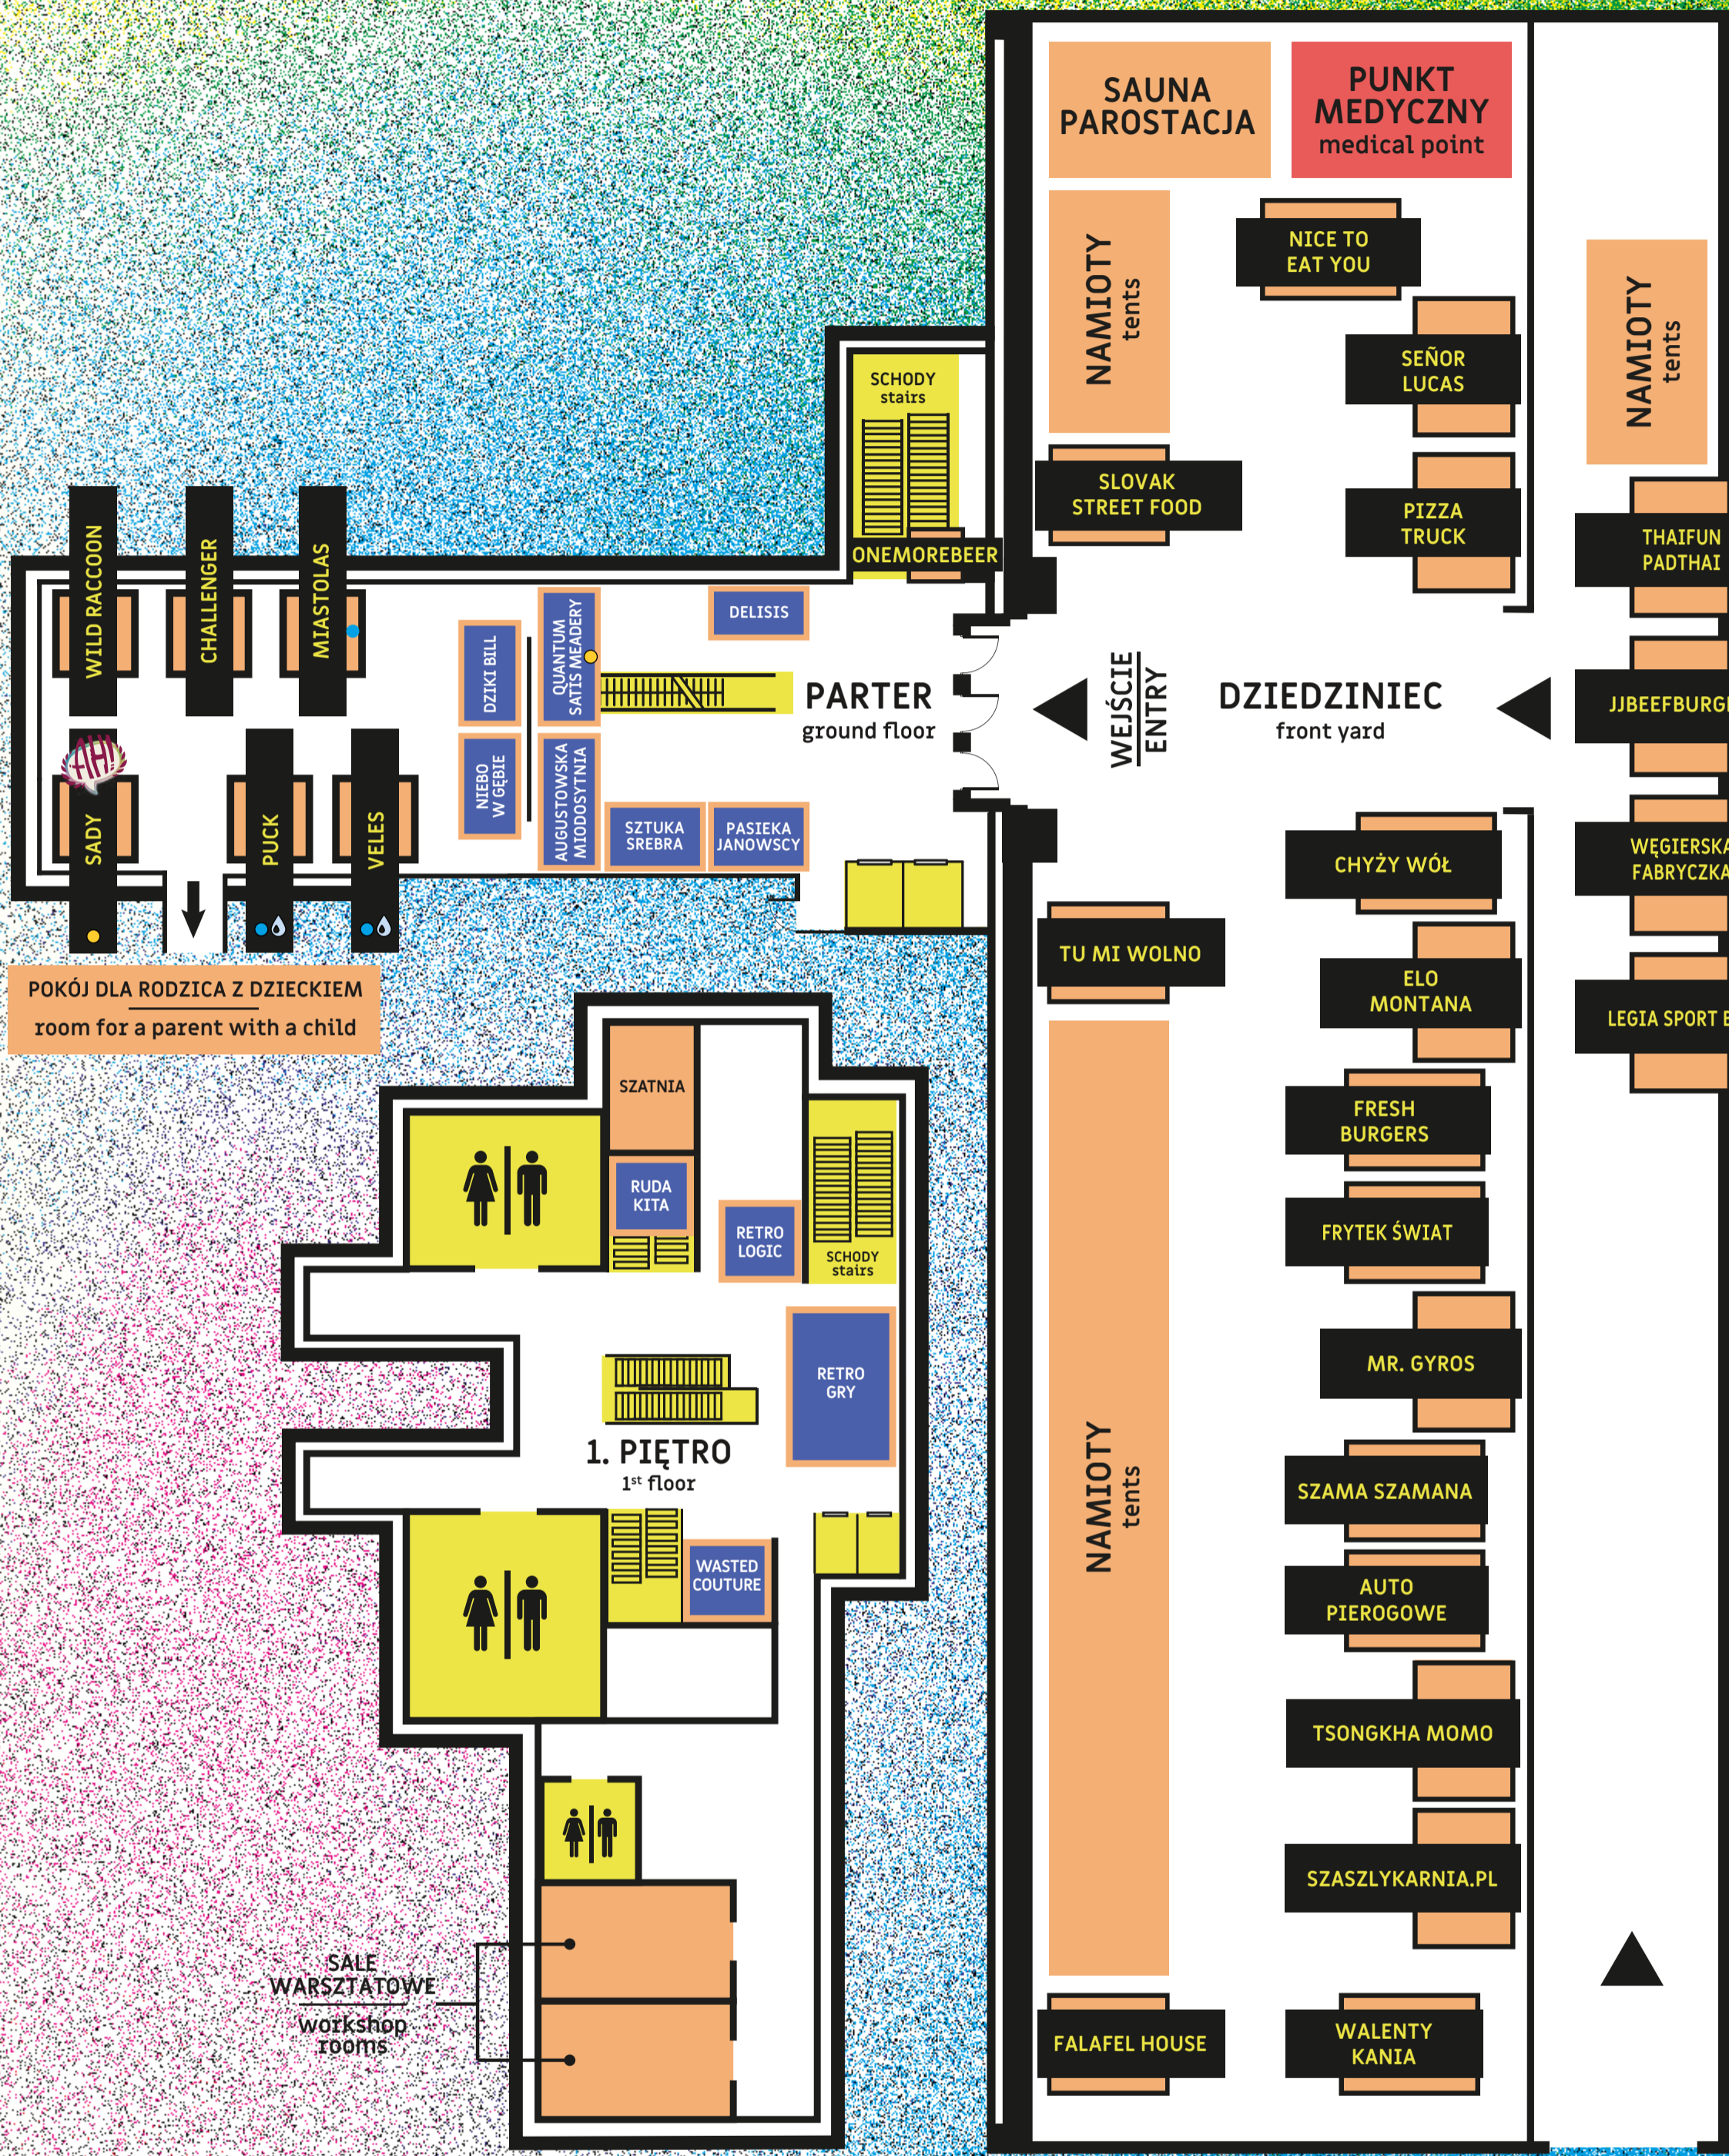 SAUNA
PAROSTACJA
PUNKT
MEDYCZNY
medical point
NAMIOTY
tents
NICE TO
EAT YOU
SEÑOR
LUCAS
NAMIOTY
tents
SLOVAK
STREET FOOD
PIZZA
TRUCK
THAIFUN
PADTHAI
SCHODY
stairs
ONEMOREBEER
WILD RACCOON
CHALLENGER
MIASTOLAS
DZIKI BILL
QUANTUM
SATIS MEADERY
DELISIS
PARTER
ground floor
WEJŚCIE
ENTRY
DZIEDZINIEC
front yard
JJBEEFBURG
AHI
SADY
PUCK
VELES
NIEBO
W GĘBIE
AUGUSTOWSKA
MIODOSYTNIA
SZTUKA
SREBRA
PASIEKA
JANOWSCY
CHYŻY WÓŁ
WĘGIERSKA
FABRYCZKA
TU MI WOLNO
ELO
MONTANA
LEGIA SPORT
POKÓJ DLA RODZICA Z DZIECKIEM
room for a parent with a child
SZATNIA
RUDA
KITA
RETRO
LOGIC
SCHODY
stairs
RETRO
GRY
1. PIĘTRO
1st floor
WASTED
COUTURE
FRESH
BURGERS
FRYTEK ŚWIAT
MR. GYROS
NAMIOTY
tents
SZAMA SZAMANA
AUTO
PIEROGOWE
TSONGKHA MOMO
SZASZLYKARNIA.PL
SALE
WARSZTATOWE
workshop
rooms
FALAFEL HOUSE
WALENTY
KANIA